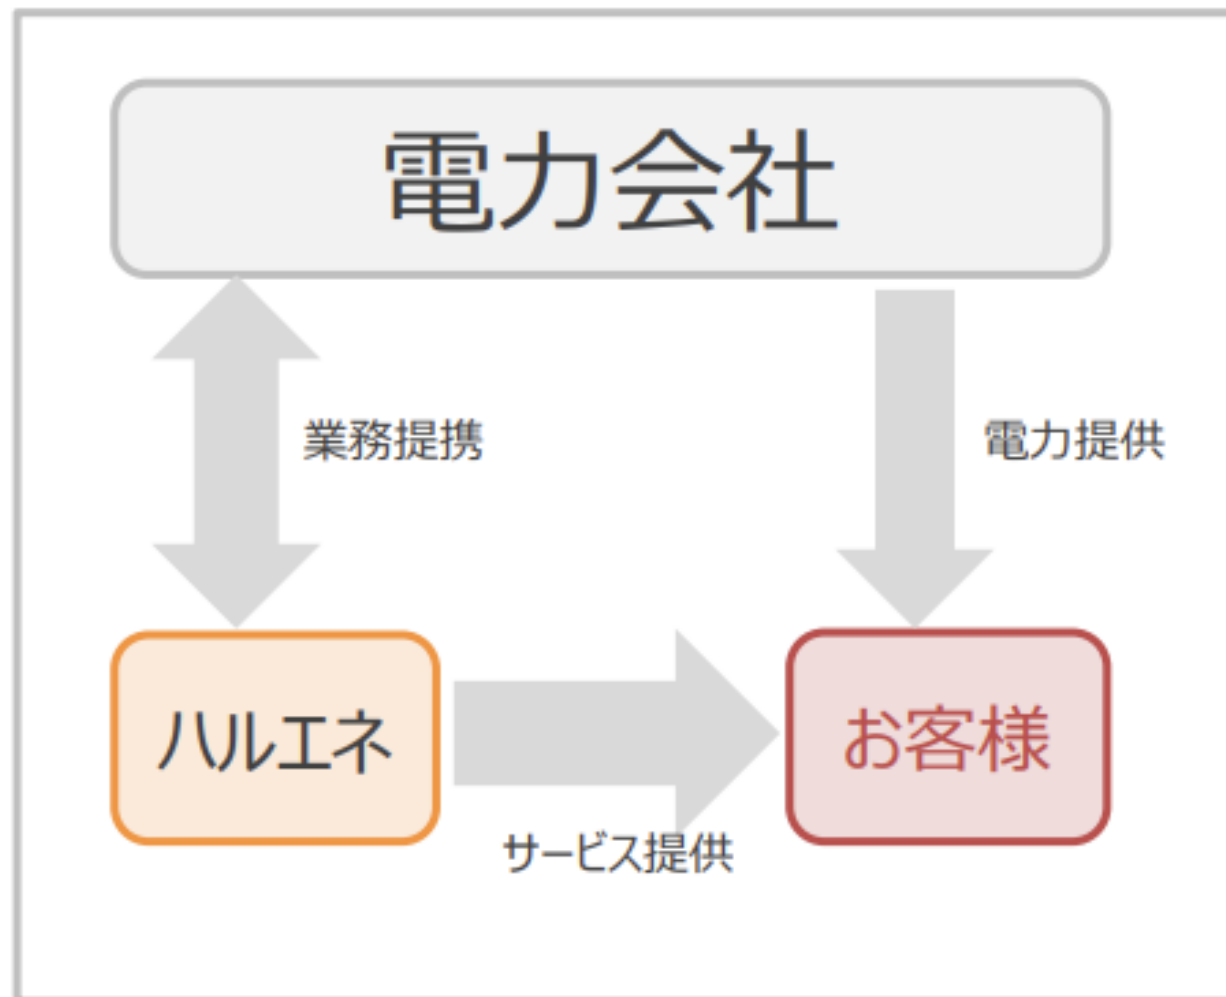 電力会社
業務提携
電力提供
ハルエネ
お客様
サービス提供